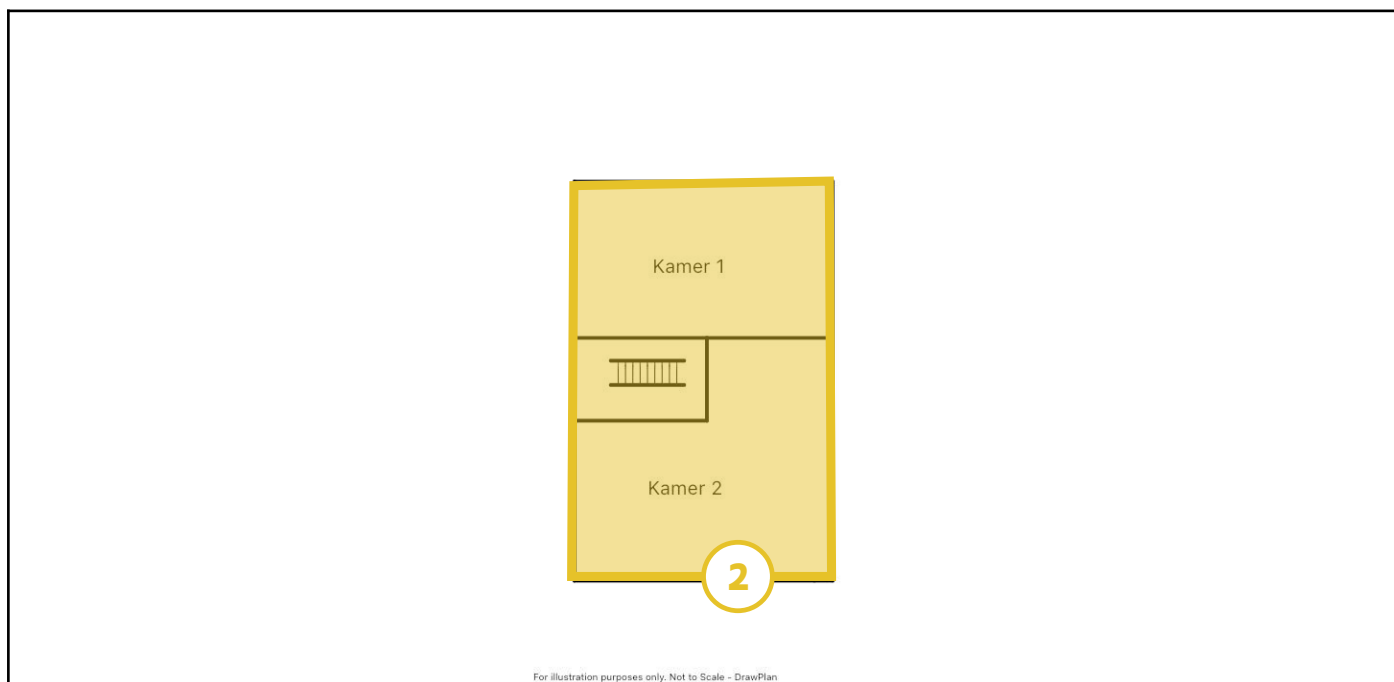 Kamer 1
Kamer 2
2
For illustration purposes only. Not to Scale - DrawPlan